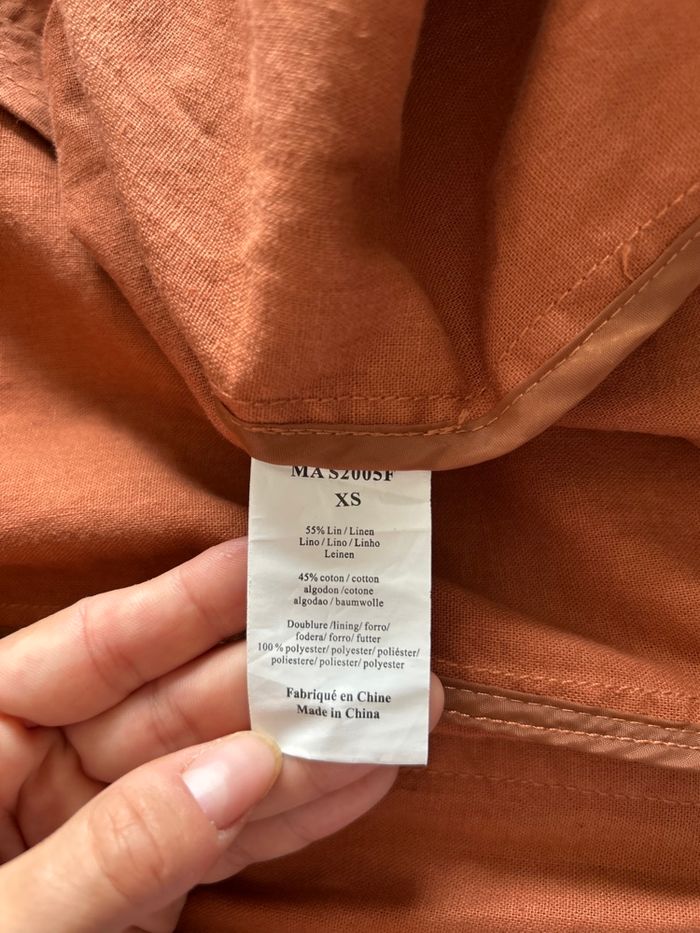 MA S2005F
XS
55% Lin / Linen
Lino / Lino / Linho
Leinen
45% coton / cotton
algodon /cotone
algodao / baumwolle
Doublure /lining/ forro/
fodera/ forro/ futter
100 % polyester/ polyester/ poliéster/
poliestere/ poliester/ polyester
Fabriqué en Chine
Made in China